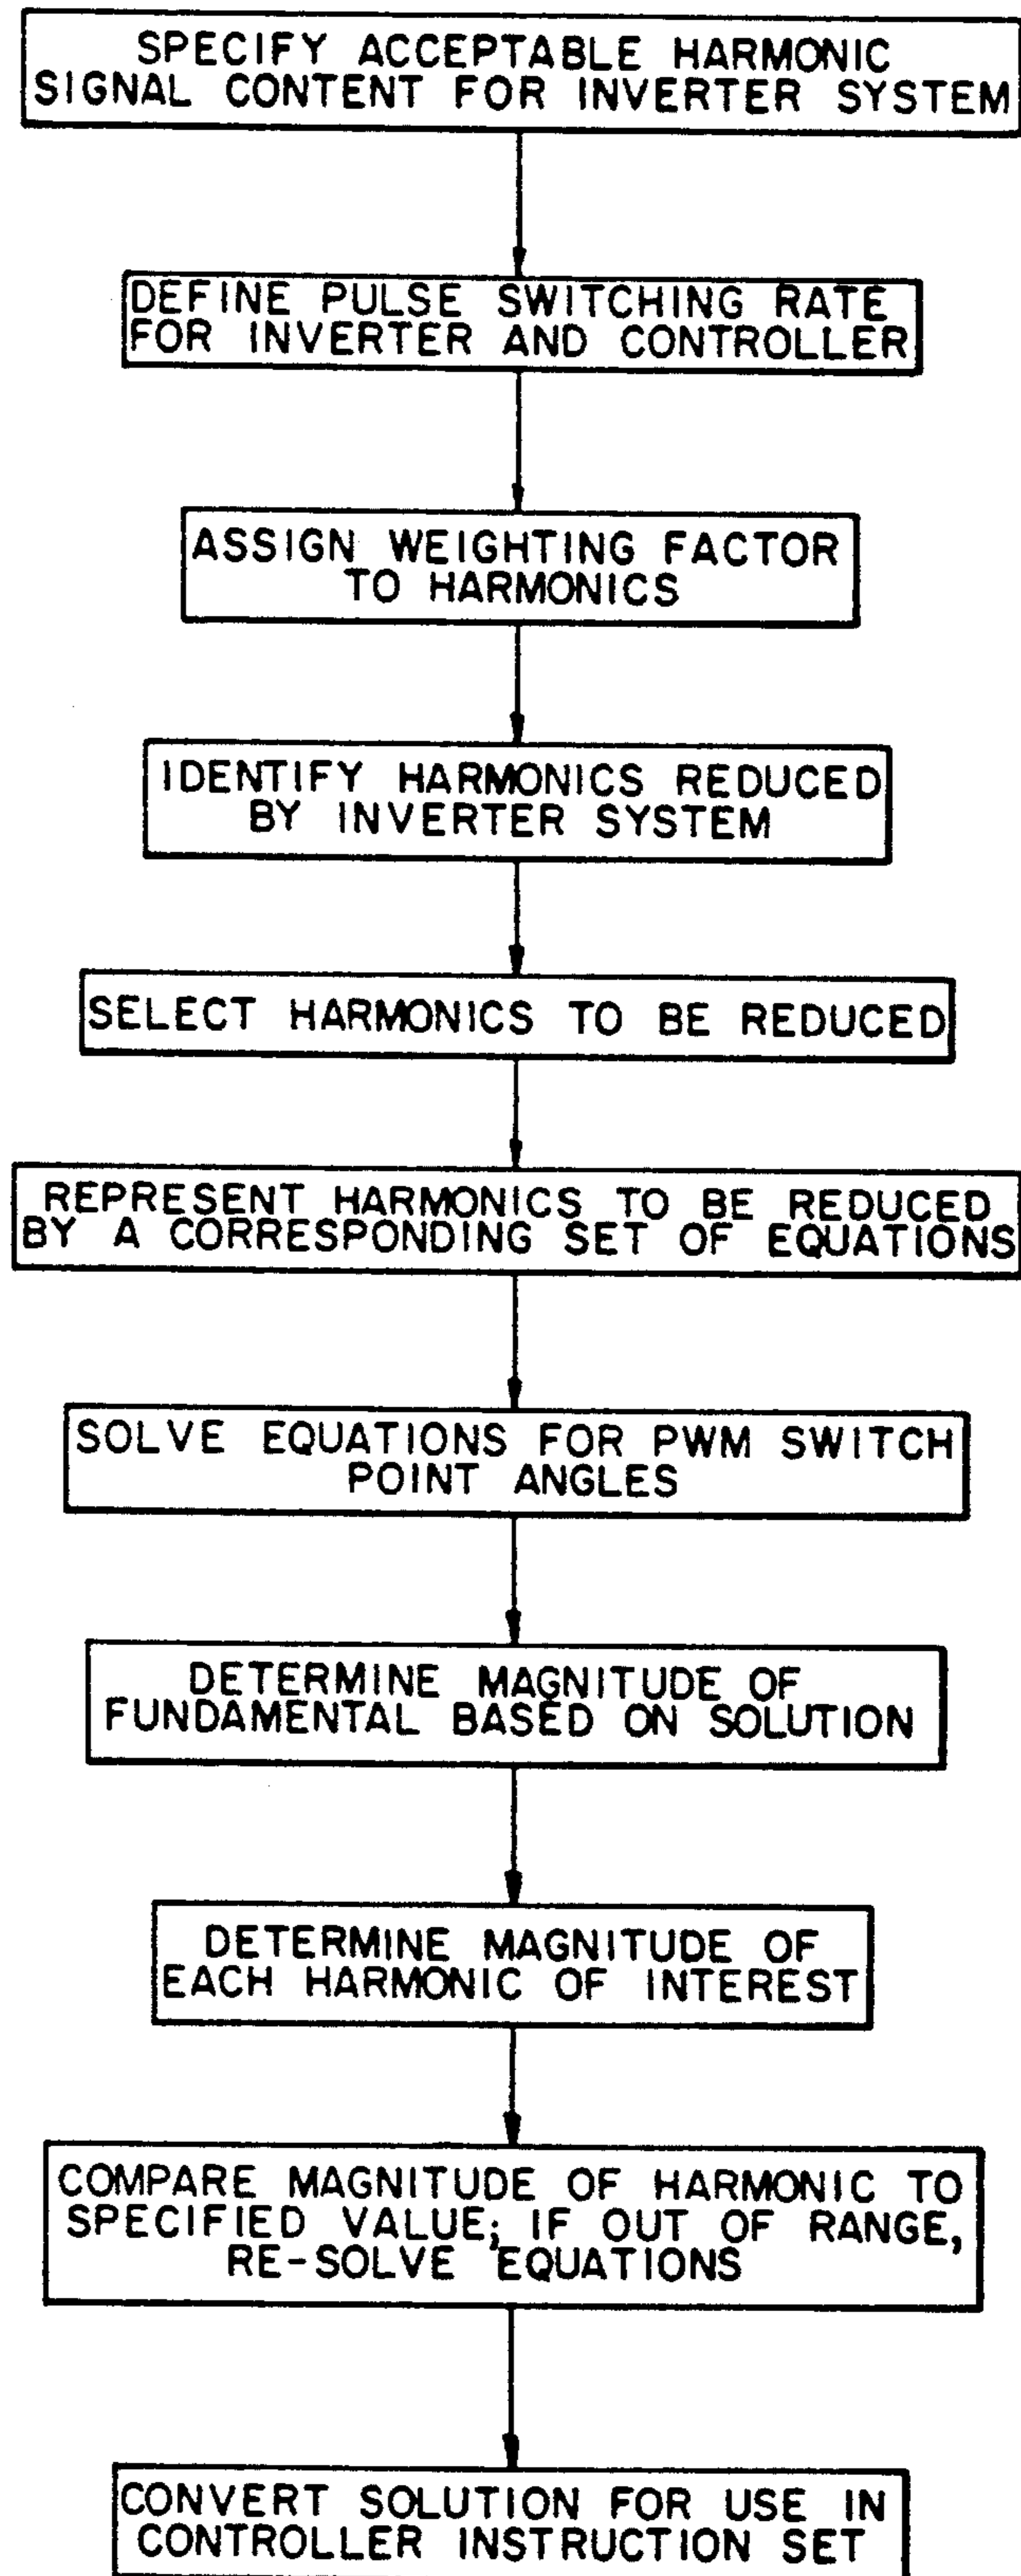 SPECIFY ACCEPTABLE HARMONIC
SIGNAL CONTENT FOR INVERTER SYSTEM
DEFINE PULSE SWITCHING RATE
FOR INVERTER AND CONTROLLER
ASSIGN WEIGHTING FACTOR
TO HARMONICS
IDENTIFY HARMONICS REDUCED
BY INVERTER SYSTEM
SELECT HARMONICS TO BE REDUCED
REPRESENT HARMONICS TO BE REDUCED
BY A CORRESPONDING SET OF EQUATIONS
SOLVE EQUATIONS FOR PWM SWITCH
POINT ANGLES
DETERMINE MAGNITUDE OF
FUNDAMENTAL BASED ON SOLUTION
DETERMINE MAGNITUDE OF
EACH HARMONIC OF INTEREST
COMPARE MAGNITUDE OF HARMONIC TO
SPECIFIED VALUE; IF OUT OF RANGE,
RE-SOLVE EQUATIONS
CONVERT SOLUTION FOR USE IN
CONTROLLER INSTRUCTION SET